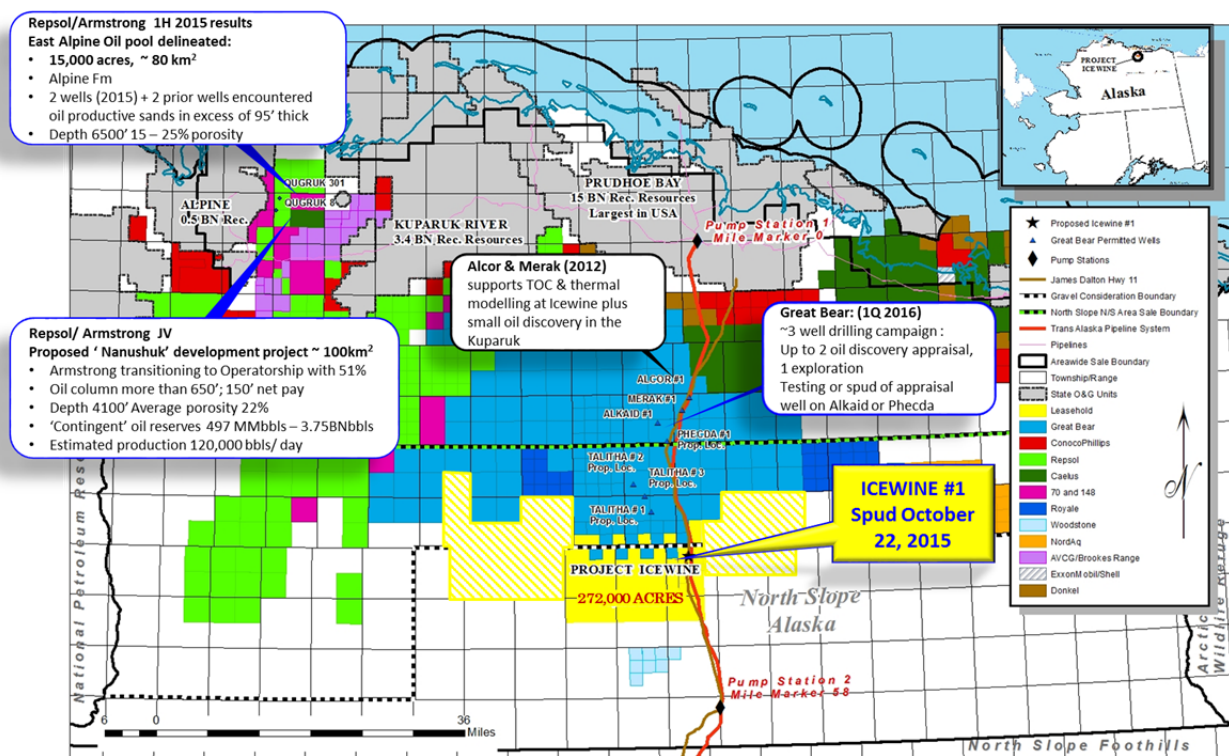 Repsol/Armstrong 1H 2015 results
East Alpine Oil pool delineated:
• 15,000 acres, ~ 80 km²
• Alpine Fm
• 2 wells (2015) + 2 prior wells encountered
oil productive sands in excess of 95' thick
• Depth 6500' 15 – 25% porosity
PROJECT
ICEWINE
Alaska
QUGRUK 301
QUGRUK 8
ALPINE
0.5 BN Rec.
PRUDHOE BAY
15 BN Rec. Resources
Largest in USA
KUPARUK RIVER
3.4 BN Rec. Resources
Pump Station 1
Mile Marker 0
Alcor & Merak (2012)
supports TOC & thermal
modelling at Icewine plus
small oil discovery in the
Kuparuk
Great Bear: (1Q 2016)
~3 well drilling campaign :
Up to 2 oil discovery appraisal,
1 exploration
Testing or spud of appraisal
well on Alkaid or Phecda
Repsol/ Armstrong JV
Proposed ' Nanushuk' development project ~ 100km²
• Armstrong transitioning to Operatorship with 51%
• Oil column more than 650'; 150' net pay
• Depth 4100' Average porosity 22%
• 'Contingent' oil reserves 497 MMbbls – 3.75BNbbls
• Estimated production 120,000 bbls/ day
Proposed Icewine #1
Great Bear Permitted Wells
Pump Stations
James Dalton Hwy 11
Gravel Consideration Boundary
North Slope N/S Area Sale Boundary
Trans Alaska Pipeline System
Pipelines
Areawide Sale Boundary
Township/Range
State O&G Units
Leasehold
Great Bear
ConocoPhillips
Repsol
Caelus
70 and 148
Royale
Woodstone
NordAq
AVCG/Brookes Range
ExxonMobil/Shell
Donkel
N
ALCOR #1
MERAK #1
ALKAID #1
PHECDA #1
Prop. Loc.
TALITHA # 2
Prop. Loc.
TALITHA # 3
Prop. Loc.
TALITHA # 1
Prop. Loc.
ICEWINE #1
Spud October
22, 2015
PROJECT ICEWINE
272,000 ACRES
North Slope
Alaska
National Petroleum Rese
Arctic
Wildlife Refuge
Pump Station 2
Mile Marker 58
6 0 36
Miles
North Slope Foothills